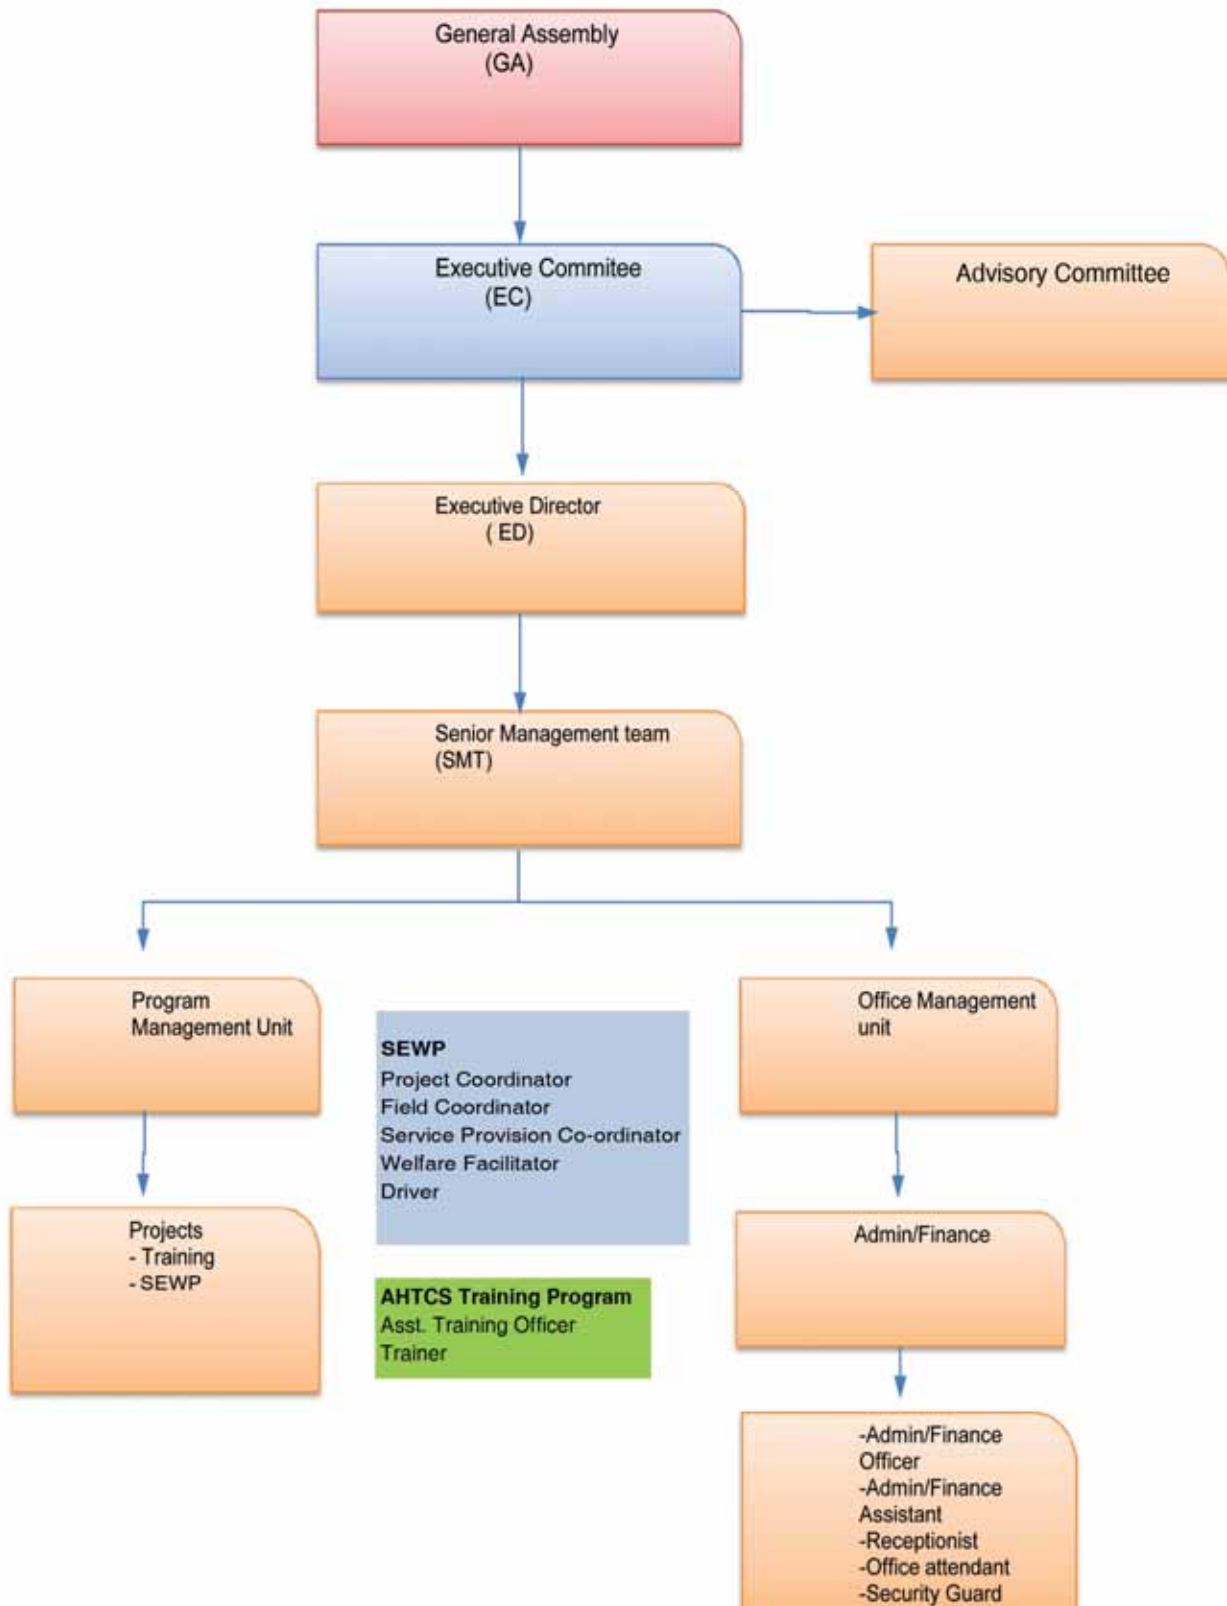 General Assembly
(GA)
Executive Commitee
(EC)
Advisory Committee
Executive Director
( ED)
Senior Management team
(SMT)
Program
Management Unit
Projects
- Training
- SEWP
SEWP
Project Coordinator
Field Coordinator
Service Provision Co-ordinator
Welfare Facilitator
Driver
AHTCS Training Program
Asst. Training Officer
Trainer
Office Management
unit
Admin/Finance
-Admin/Finance
Officer
-Admin/Finance
Assistant
-Receptionist
-Office attendant
-Security Guard